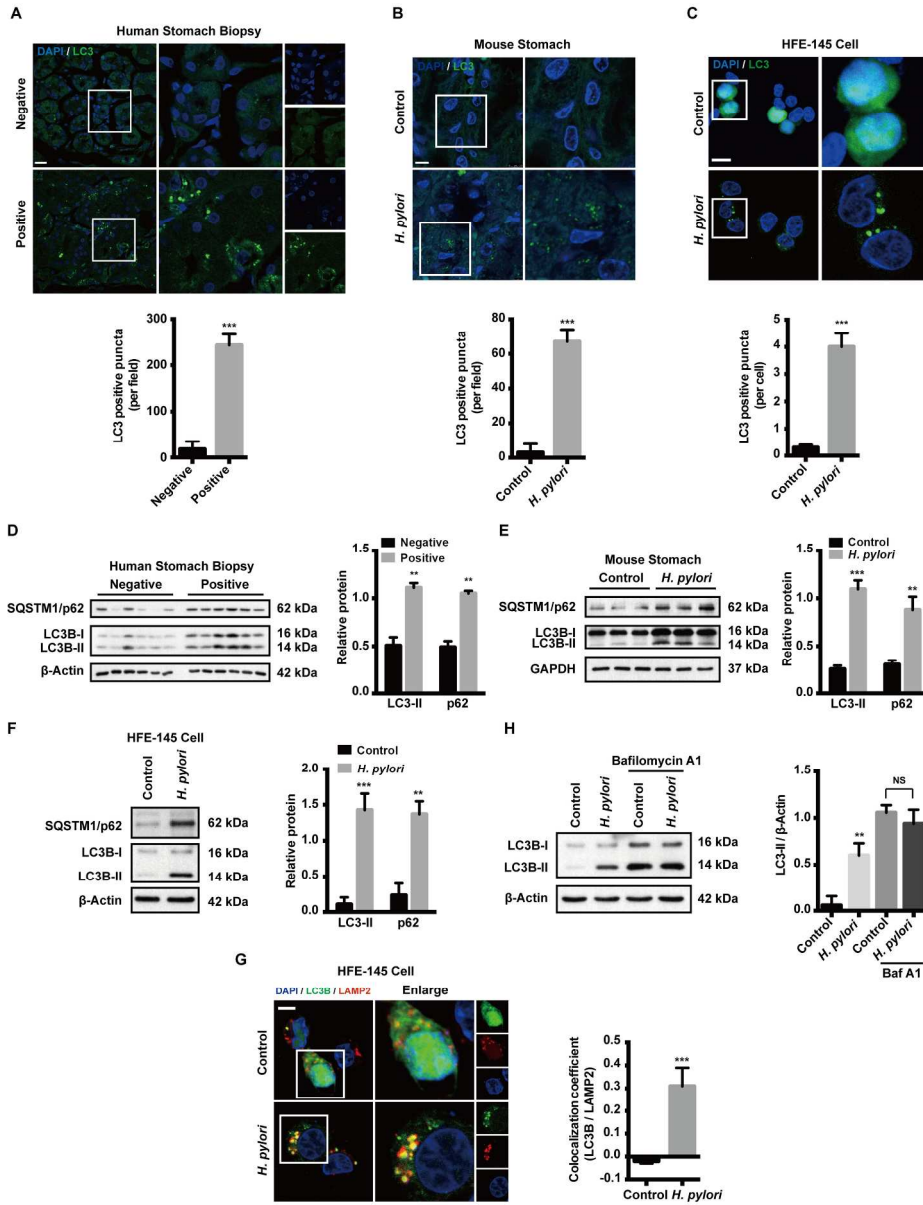 A
Human Stomach Biopsy
DAPI / LC3
Negative
Positive
LC3 positive puncta
(per field)
300
200
100
0
***
Negative
Positive
B
Mouse Stomach
DAPI / LC3
Control
H. pylori
LC3 positive puncta
(per field)
80
60
40
20
0
***
Control
H. pylori
C
HFE-145 Cell
DAPI / LC3
Control
H. pylori
LC3 positive puncta
(per cell)
5
4
3
2
1
0
***
Control
H. pylori
D
Human Stomach Biopsy
Negative Positive
SQSTM1/p62 62 kDa
LC3B-I 16 kDa
LC3B-II 14 kDa
β-Actin 42 kDa
Negative
Positive
Relative protein
1.5
1.0
0.5
0.0
** **
LC3-II p62
E
Mouse Stomach
Control H. pylori
SQSTM1/p62 62 kDa
LC3B-I 16 kDa
LC3B-II 14 kDa
GAPDH 37 kDa
Control
H. pylori
Relative protein
1.5
1.0
0.5
0.0
*** **
LC3-II p62
F
HFE-145 Cell
Control H. pylori
SQSTM1/p62 62 kDa
LC3B-I 16 kDa
LC3B-II 14 kDa
β-Actin 42 kDa
Control
H. pylori
Relative protein
2.0
1.5
1.0
0.5
0.0
*** **
LC3-II p62
H
Bafilomycin A1
Control H. pylori Control H. pylori
LC3B-I 16 kDa
LC3B-II 14 kDa
β-Actin 42 kDa
LC3-II / β-Actin
1.5
1.0
0.5
0.0
**
NS
Control H. pylori Control H. pylori
Baf A1
G
HFE-145 Cell
DAPI / LC3B / LAMP2 Enlarge
Control
H. pylori
Colocalization coefficient
(LC3B / LAMP2)
0.4
0.3
0.2
0.1
0.0
-0.1
***
Control H. pylori